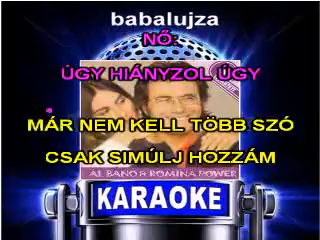 babalujza
NŐ:
ÚGY HIÁNYZOL ÚGY
MÁR NEM KELL TÖBB SZÓ
CSAK SIMÚLJ HOZZÁM
AL BANO & ROMINA POWER
KARAOKE